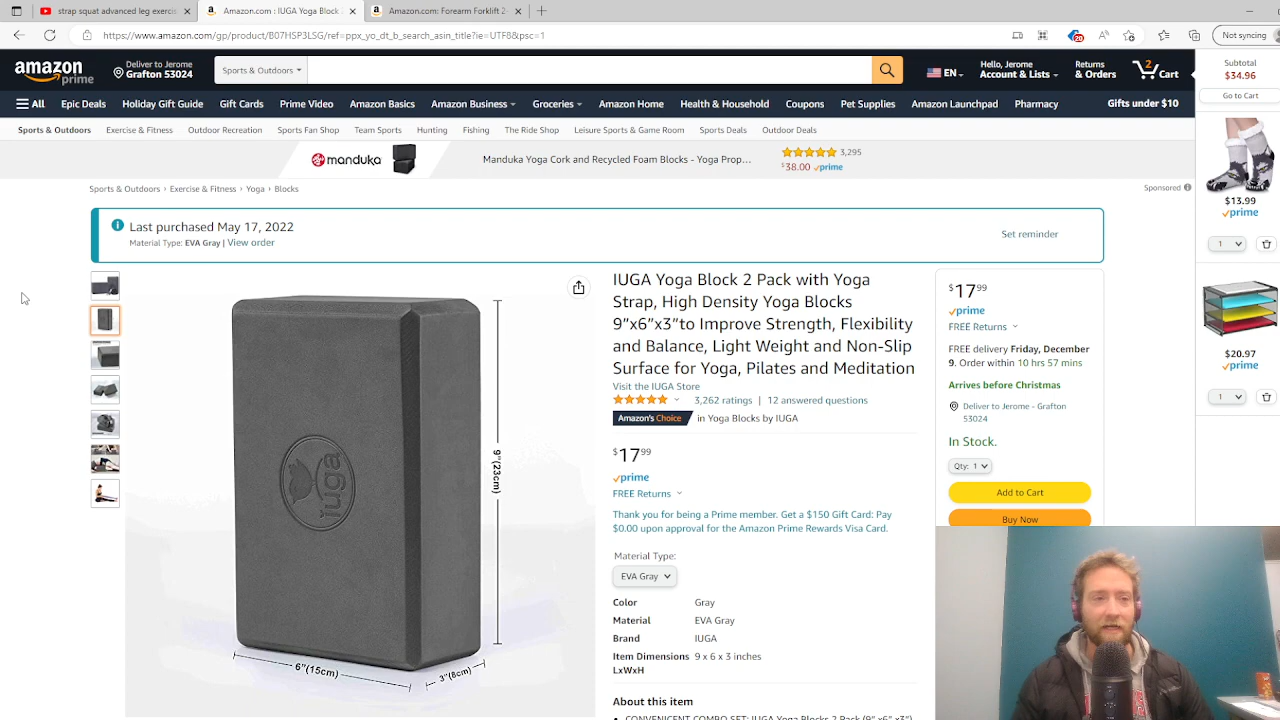 strap squat advanced leg exercis
Amazon.com : IUGA Yoga Block
Amazon.com: Forearm Forklift 2-
https://www.amazon.com/gp/product/B07HSP3LSG/ref=ppx_yo_dt_b_search_asin_title?ie=UTF8&psc=1
20
Not syncing
amazon prime
Deliver to Jerome
Grafton 53024
Sports & Outdoors
EN
Hello, Jerome
Account & Lists
Returns
& Orders
2
Cart
Subtotal
$34.96
Go to Cart
All Epic Deals Holiday Gift Guide Gift Cards Prime Video Amazon Basics Amazon Business Groceries Amazon Home Health & Household Coupons Pet Supplies Amazon Launchpad Pharmacy Gifts under $10
Sports & Outdoors Exercise & Fitness Outdoor Recreation Sports Fan Shop Team Sports Hunting Fishing The Ride Shop Leisure Sports & Game Room Sports Deals Outdoor Deals
manduka
Manduka Yoga Cork and Recycled Foam Blocks - Yoga Prop...
3,295
$38.00 prime
Sports & Outdoors › Exercise & Fitness › Yoga › Blocks
Sponsored
$13.99
prime
1
$20.97
prime
1
Last purchased May 17, 2022
Material Type: EVA Gray | View order
Set reminder
iuga
9"(23cm)
6"(15cm)
3"(8cm)
IUGA Yoga Block 2 Pack with Yoga
Strap, High Density Yoga Blocks
9”x6”x3”to Improve Strength, Flexibility
and Balance, Light Weight and Non-Slip
Surface for Yoga, Pilates and Meditation
Visit the IUGA Store
3,262 ratings | 12 answered questions
Amazon's Choice in Yoga Blocks by IUGA
$17.99
prime
FREE Returns
Thank you for being a Prime member. Get a $150 Gift Card: Pay
$0.00 upon approval for the Amazon Prime Rewards Visa Card.
Material Type:
EVA Gray
Color Gray
Material EVA Gray
Brand IUGA
Item Dimensions 9 x 6 x 3 inches
LxWxH
About this item
CONVENICENT COMBO SET: IUGA Yoga Blocks 2 Pack (9" x6" x3")
$17.99
prime
FREE Returns
FREE delivery Friday, December
9. Order within 10 hrs 57 mins
Arrives before Christmas
Deliver to Jerome - Grafton
53024
In Stock.
Qty: 1
Add to Cart
Buy Now